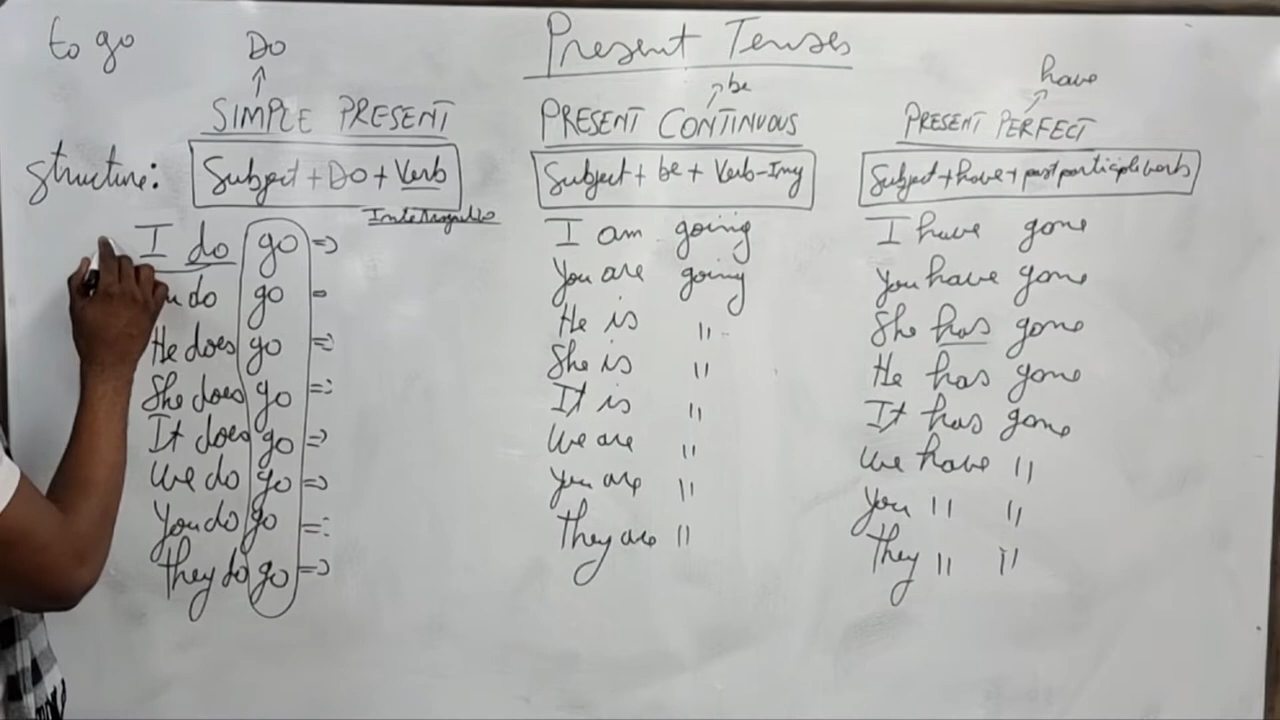 to go
Do
Present Tenses
be
have
SIMPLE PRESENT
PRESENT CONTINUOUS
PRESENT PERFECT
Structure:
Subject + Do + Verb
Subject + be + Verb-Ing
Subject + have + past participle verb
I do go =>
I am going
I have gone
do go =
You are going
You have gone
He does go =>
He is "
She has gone
She does go =>
She is "
He has gone
It does go =>
It is "
It has gone
We do go =>
We are "
We have "
You do go =>
You are "
You " "
They do go =>
They are "
They " "